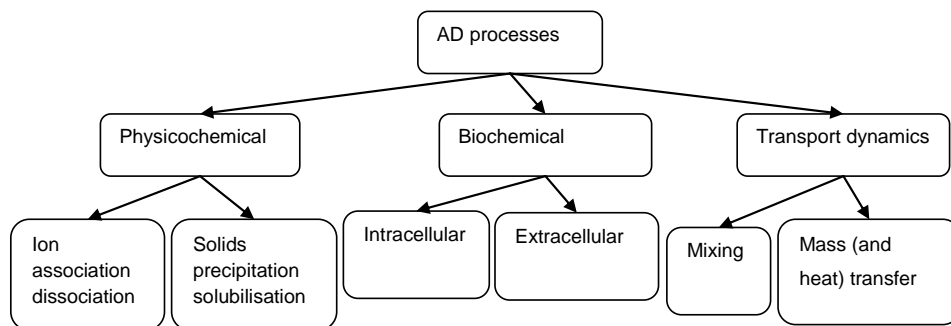 AD processes
Physicochemical
Biochemical
Transport dynamics
Ion
association
dissociation
Solids
precipitation
solubilisation
Intracellular
Extracellular
Mixing
Mass (and
heat) transfer